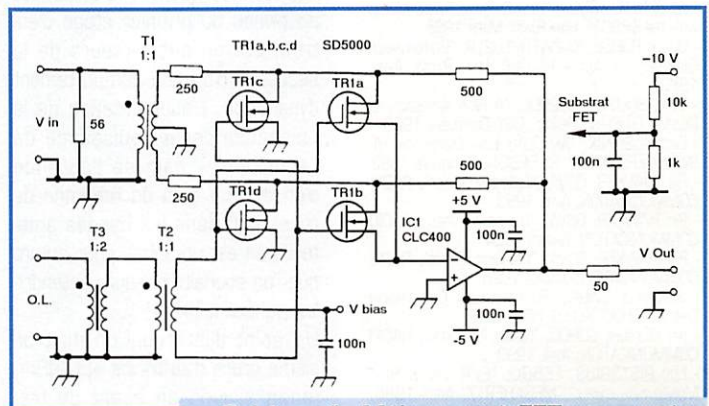 T1
1:1
TR1a,b,c,d
SD5000
-10 V
250
500
TR1c
TR1a
10k
V in
56
Substrat
FET
100n
1k
250
500
TR1d
TR1b
T3
1:2
T2
1:1
IC1
CLC400
+5 V
100n
O.L.
V bias
100n
-5 V
100n
50
V Out